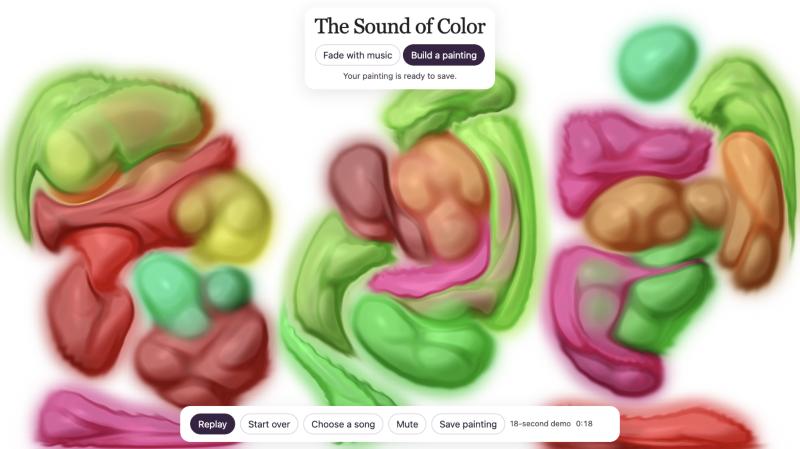 The Sound of Color
Fade with music Build a painting
Your painting is ready to save.
Replay Start over Choose a song Mute Save painting 18-second demo 0:18